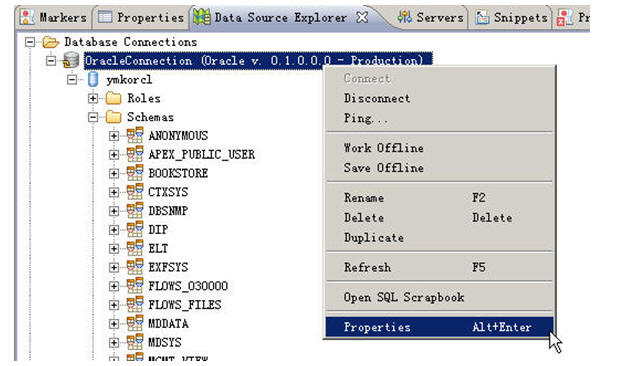 Markers Properties Data Source Explorer Servers Snippets Pr
Database Connections
OracleConnection (Oracle v. 0.1.0.0.0 - Production)
ymkorcl
Roles
Schemas
ANONYMOUS
APEX_PUBLIC_USER
BOOKSTORE
CTXSYS
DBSNMP
DIP
ELT
EXFSYS
FLOWS_030000
FLOWS_FILES
MDDATA
MDSYS
MGMT_VIEW
Connect
Disconnect
Ping...
Work Offline
Save Offline
Rename F2
Delete Delete
Duplicate
Refresh F5
Open SQL Scrapbook
Properties Alt+Enter